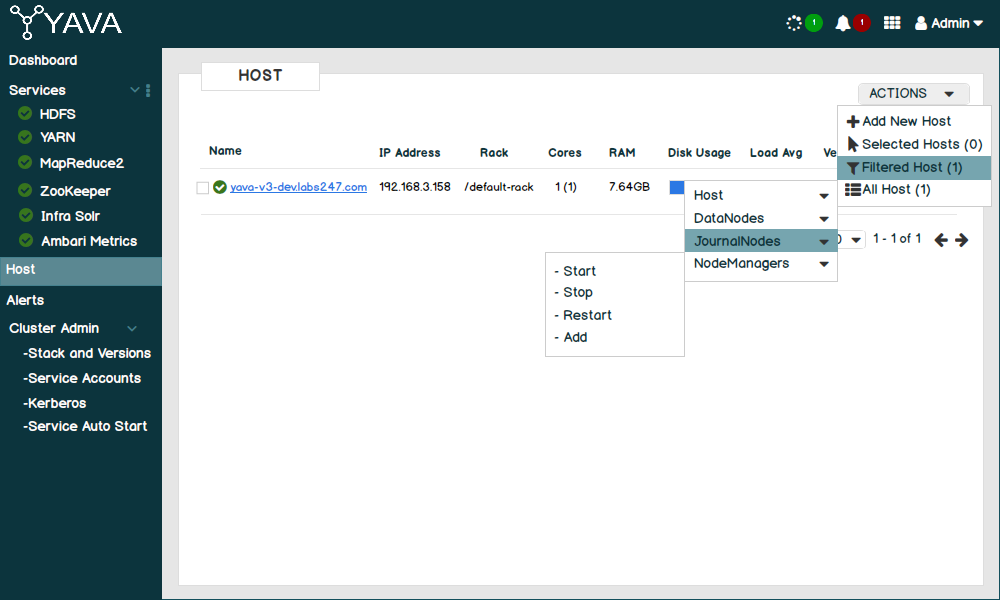 YAVA
1
1
Admin
Dashboard
Services
HDFS
YARN
MapReduce2
ZooKeeper
Infra Solr
Ambari Metrics
Host
Alerts
Cluster Admin
-Stack and Versions
-Service Accounts
-Kerberos
-Service Auto Start
HOST
ACTIONS
Add New Host
Selected Hosts (0)
Filtered Host (1)
All Host (1)
Name IP Address Rack Cores RAM Disk Usage Load Avg Ve
yava-v3-devlabs247.com 192.168.3.158 /default-rack 1 (1) 7.64GB
Host
DataNodes
JournalNodes
NodeManagers
1 - 1 of 1
- Start
- Stop
- Restart
- Add